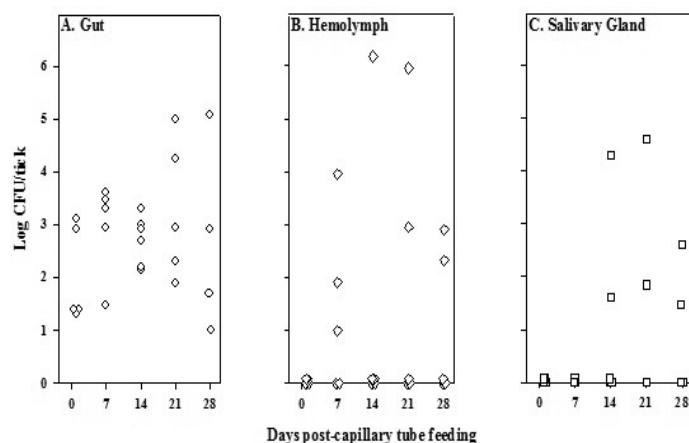 A. Gut
B. Hemolymph
C. Salivary Gland
Log CFU/tick
6
5
4
3
2
1
0
0 7 14 21 28
0 7 14 21 28
0 7 14 21 28
Days post-capillary tube feeding